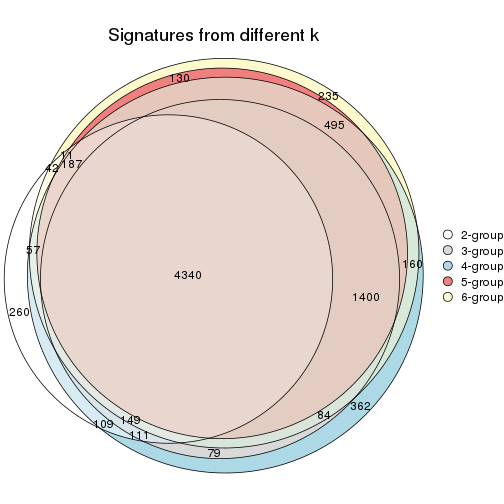 Signatures from different k
130
235
495
11
42
187
57
160
4340
1400
260
362
84
149
109
111
79
2-group
3-group
4-group
5-group
6-group